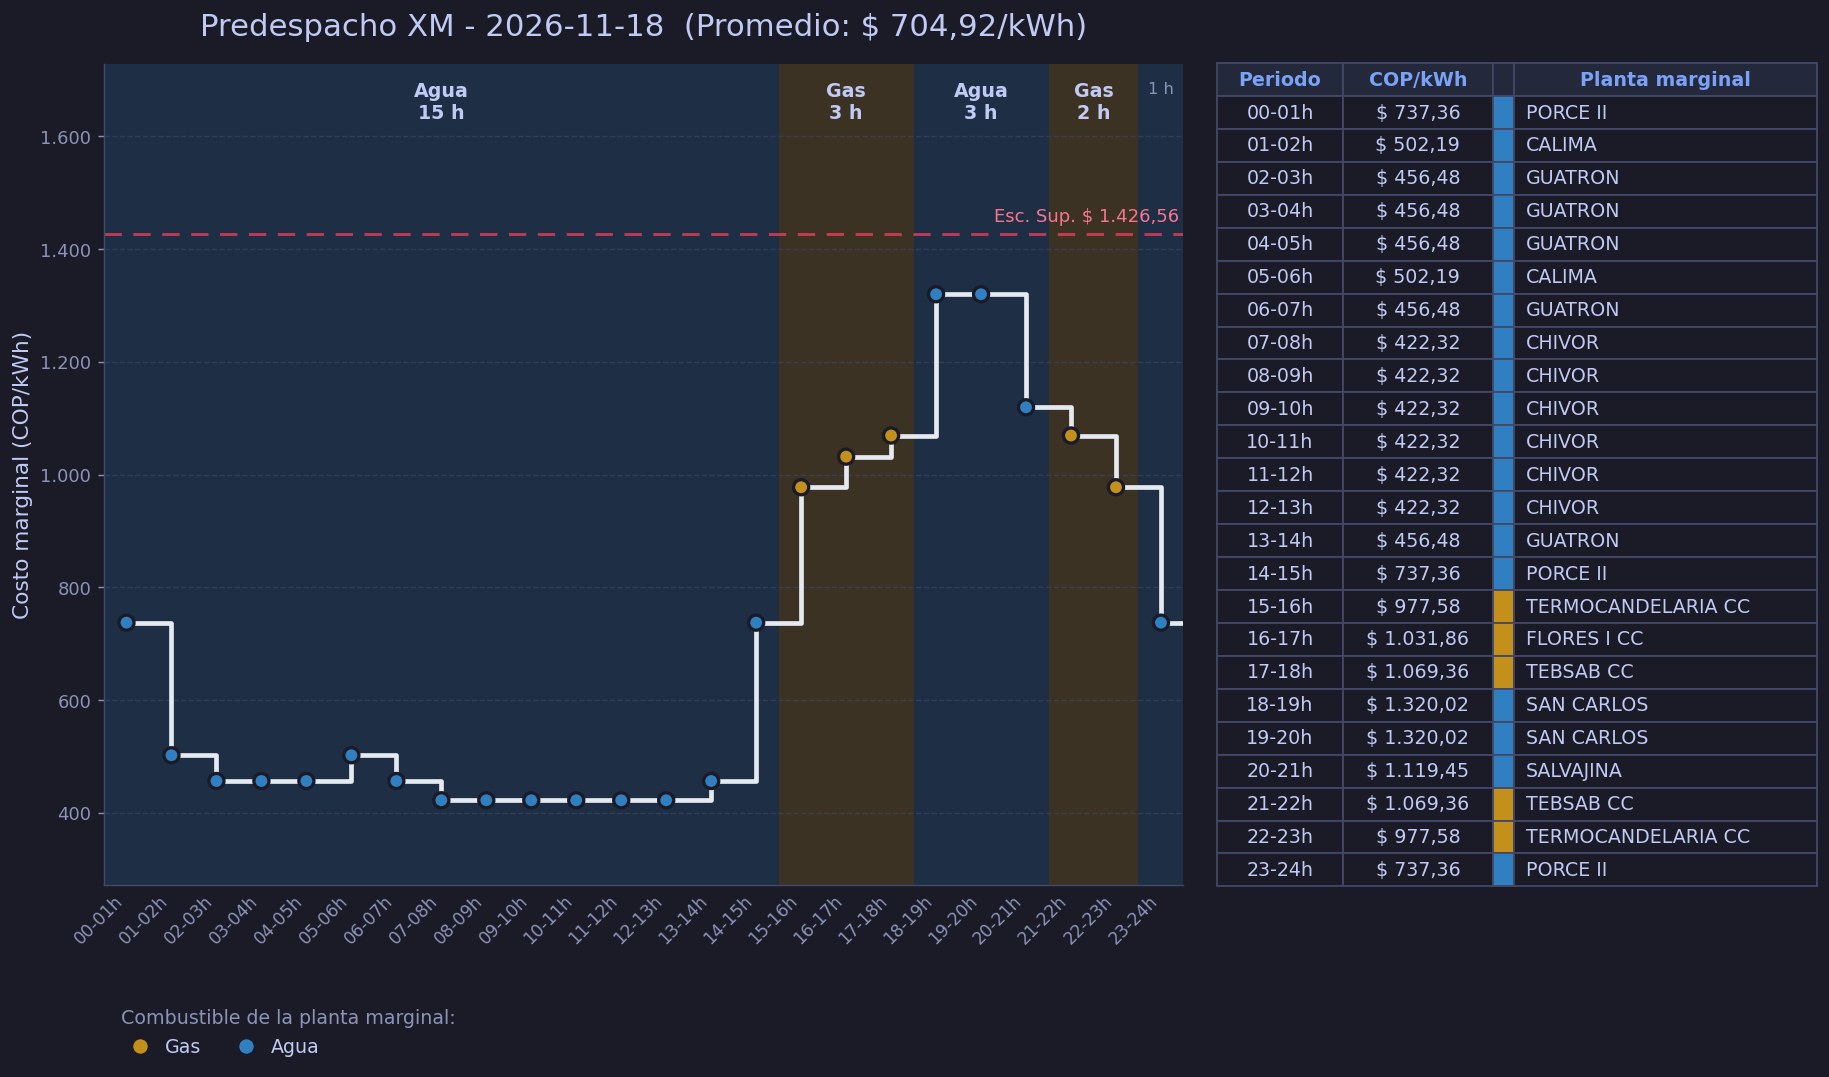 Predespacho XM - 2026-11-18  (Promedio: $ 704,92/kWh)
Agua
15 h
Gas
3 h
Agua
3 h
Gas
2 h
1 h
Esc. Sup. $ 1.426,56
Costo marginal (COP/kWh)
1.600
1.400
1.200
1.000
800
600
400
00-01h
01-02h
02-03h
03-04h
04-05h
05-06h
06-07h
07-08h
08-09h
09-10h
10-11h
11-12h
12-13h
13-14h
14-15h
15-16h
16-17h
17-18h
18-19h
19-20h
20-21h
21-22h
22-23h
23-24h
Combustible de la planta marginal:
Gas Agua
Periodo COP/kWh Planta marginal
00-01h $ 737,36 PORCE II
01-02h $ 502,19 CALIMA
02-03h $ 456,48 GUATRON
03-04h $ 456,48 GUATRON
04-05h $ 456,48 GUATRON
05-06h $ 502,19 CALIMA
06-07h $ 456,48 GUATRON
07-08h $ 422,32 CHIVOR
08-09h $ 422,32 CHIVOR
09-10h $ 422,32 CHIVOR
10-11h $ 422,32 CHIVOR
11-12h $ 422,32 CHIVOR
12-13h $ 422,32 CHIVOR
13-14h $ 456,48 GUATRON
14-15h $ 737,36 PORCE II
15-16h $ 977,58 TERMOCANDELARIA CC
16-17h $ 1.031,86 FLORES I CC
17-18h $ 1.069,36 TEBSAB CC
18-19h $ 1.320,02 SAN CARLOS
19-20h $ 1.320,02 SAN CARLOS
20-21h $ 1.119,45 SALVAJINA
21-22h $ 1.069,36 TEBSAB CC
22-23h $ 977,58 TERMOCANDELARIA CC
23-24h $ 737,36 PORCE II